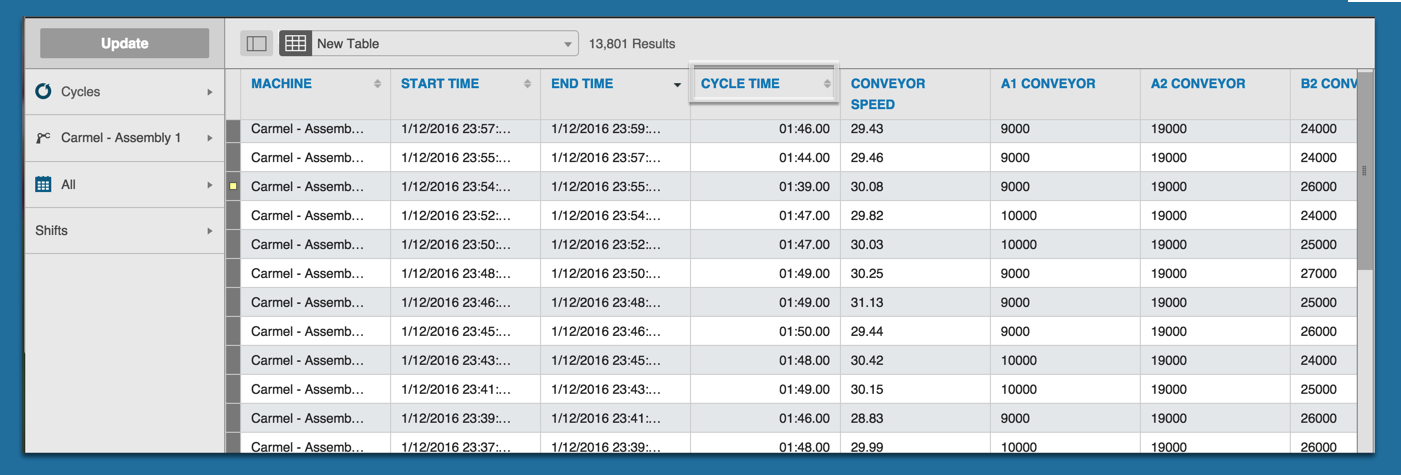 Update
New Table
13,801 Results
Cycles
Carmel - Assembly 1
All
Shifts
MACHINE START TIME END TIME CYCLE TIME CONVEYOR SPEED A1 CONVEYOR A2 CONVEYOR B2 CONV
Carmel - Assemb... 1/12/2016 23:57:... 1/12/2016 23:59:... 01:46.00 29.43 9000 19000 24000
Carmel - Assemb... 1/12/2016 23:55:... 1/12/2016 23:57:... 01:44.00 29.46 9000 19000 24000
Carmel - Assemb... 1/12/2016 23:54:... 1/12/2016 23:55:... 01:39.00 30.08 9000 19000 26000
Carmel - Assemb... 1/12/2016 23:52:... 1/12/2016 23:54:... 01:47.00 29.82 10000 19000 24000
Carmel - Assemb... 1/12/2016 23:50:... 1/12/2016 23:52:... 01:47.00 30.03 10000 19000 25000
Carmel - Assemb... 1/12/2016 23:48:... 1/12/2016 23:50:... 01:49.00 30.25 9000 19000 27000
Carmel - Assemb... 1/12/2016 23:46:... 1/12/2016 23:48:... 01:49.00 31.13 9000 19000 25000
Carmel - Assemb... 1/12/2016 23:45:... 1/12/2016 23:46:... 01:50.00 29.44 9000 19000 26000
Carmel - Assemb... 1/12/2016 23:43:... 1/12/2016 23:45:... 01:48.00 30.42 10000 19000 24000
Carmel - Assemb... 1/12/2016 23:41:... 1/12/2016 23:43:... 01:49.00 30.15 10000 19000 25000
Carmel - Assemb... 1/12/2016 23:39:... 1/12/2016 23:41:... 01:46.00 28.83 9000 19000 26000
Carmel - Assemb... 1/12/2016 23:37:... 1/12/2016 23:39:... 01:48.00 29.99 10000 19000 26000